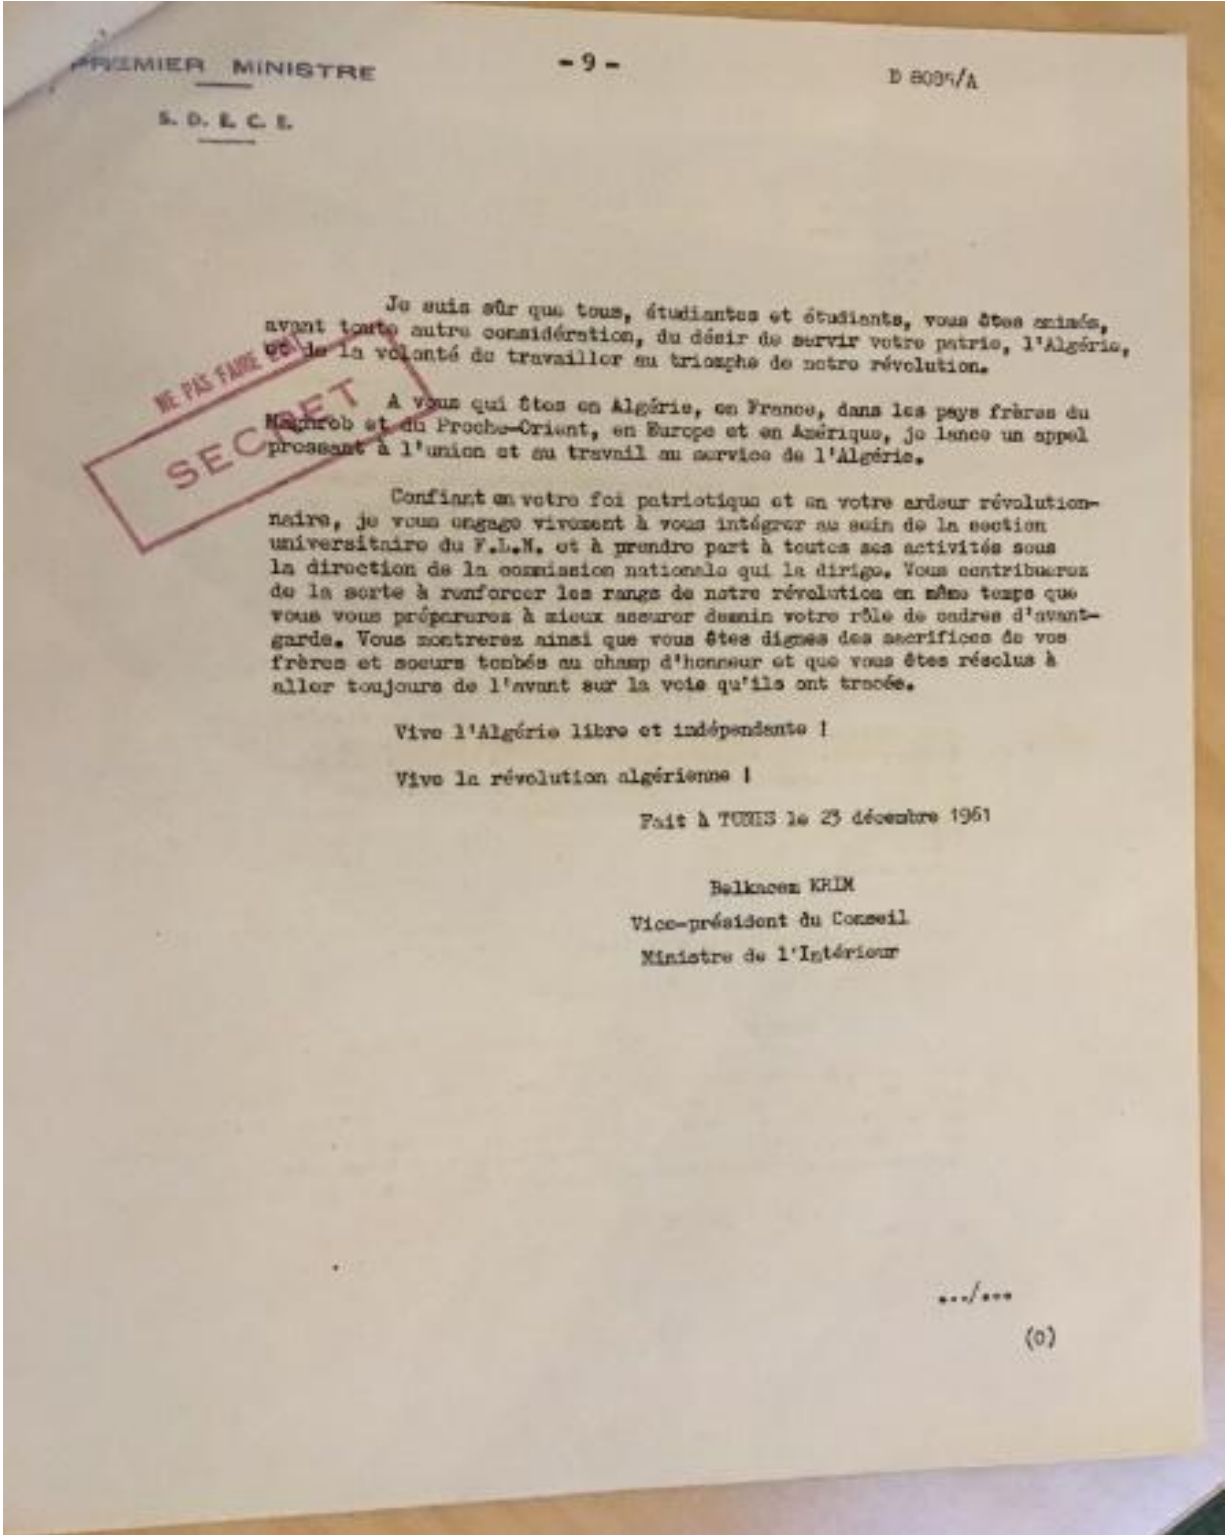 PREMIER MINISTRE
S. D. E. C. E.
- 9 -
D 8095/A
NE PAS FAIRE
SECRET
Je suis sûr que tous, étudiantes et étudiants, vous êtes animés,
avant toute autre considération, du désir de servir votre patrie, l'Algérie,
et de la volonté de travailler au triomphe de notre révolution.
A vous qui êtes en Algérie, en France, dans les pays frères du
Maghreb et du Proche-Orient, en Europe et en Amérique, je lance un appel
pressant à l'union et au travail au service de l'Algérie.
Confiant en votre foi patriotique et en votre ardeur révolution-
naire, je vous engage vivement à vous intégrer au sein de la section
universitaire du F.L.N. et à prendre part à toutes ses activités sous
la direction de la commission nationale qui la dirige. Vous contribuerez
de la sorte à renforcer les rangs de notre révolution en même temps que
vous vous préparerez à mieux assurer demain votre rôle de cadres d'avant-
garde. Vous montrerez ainsi que vous êtes dignes des sacrifices de vos
frères et soeurs tombés au champ d'honneur et que vous êtes résolus à
aller toujours de l'avant sur la voie qu'ils ont tracée.
Vive l'Algérie libre et indépendante !
Vive la révolution algérienne !
Fait à TUNIS le 23 décembre 1961
Belkacem KRIM
Vice-président du Conseil
Ministre de l'Intérieur
.../...
(0)